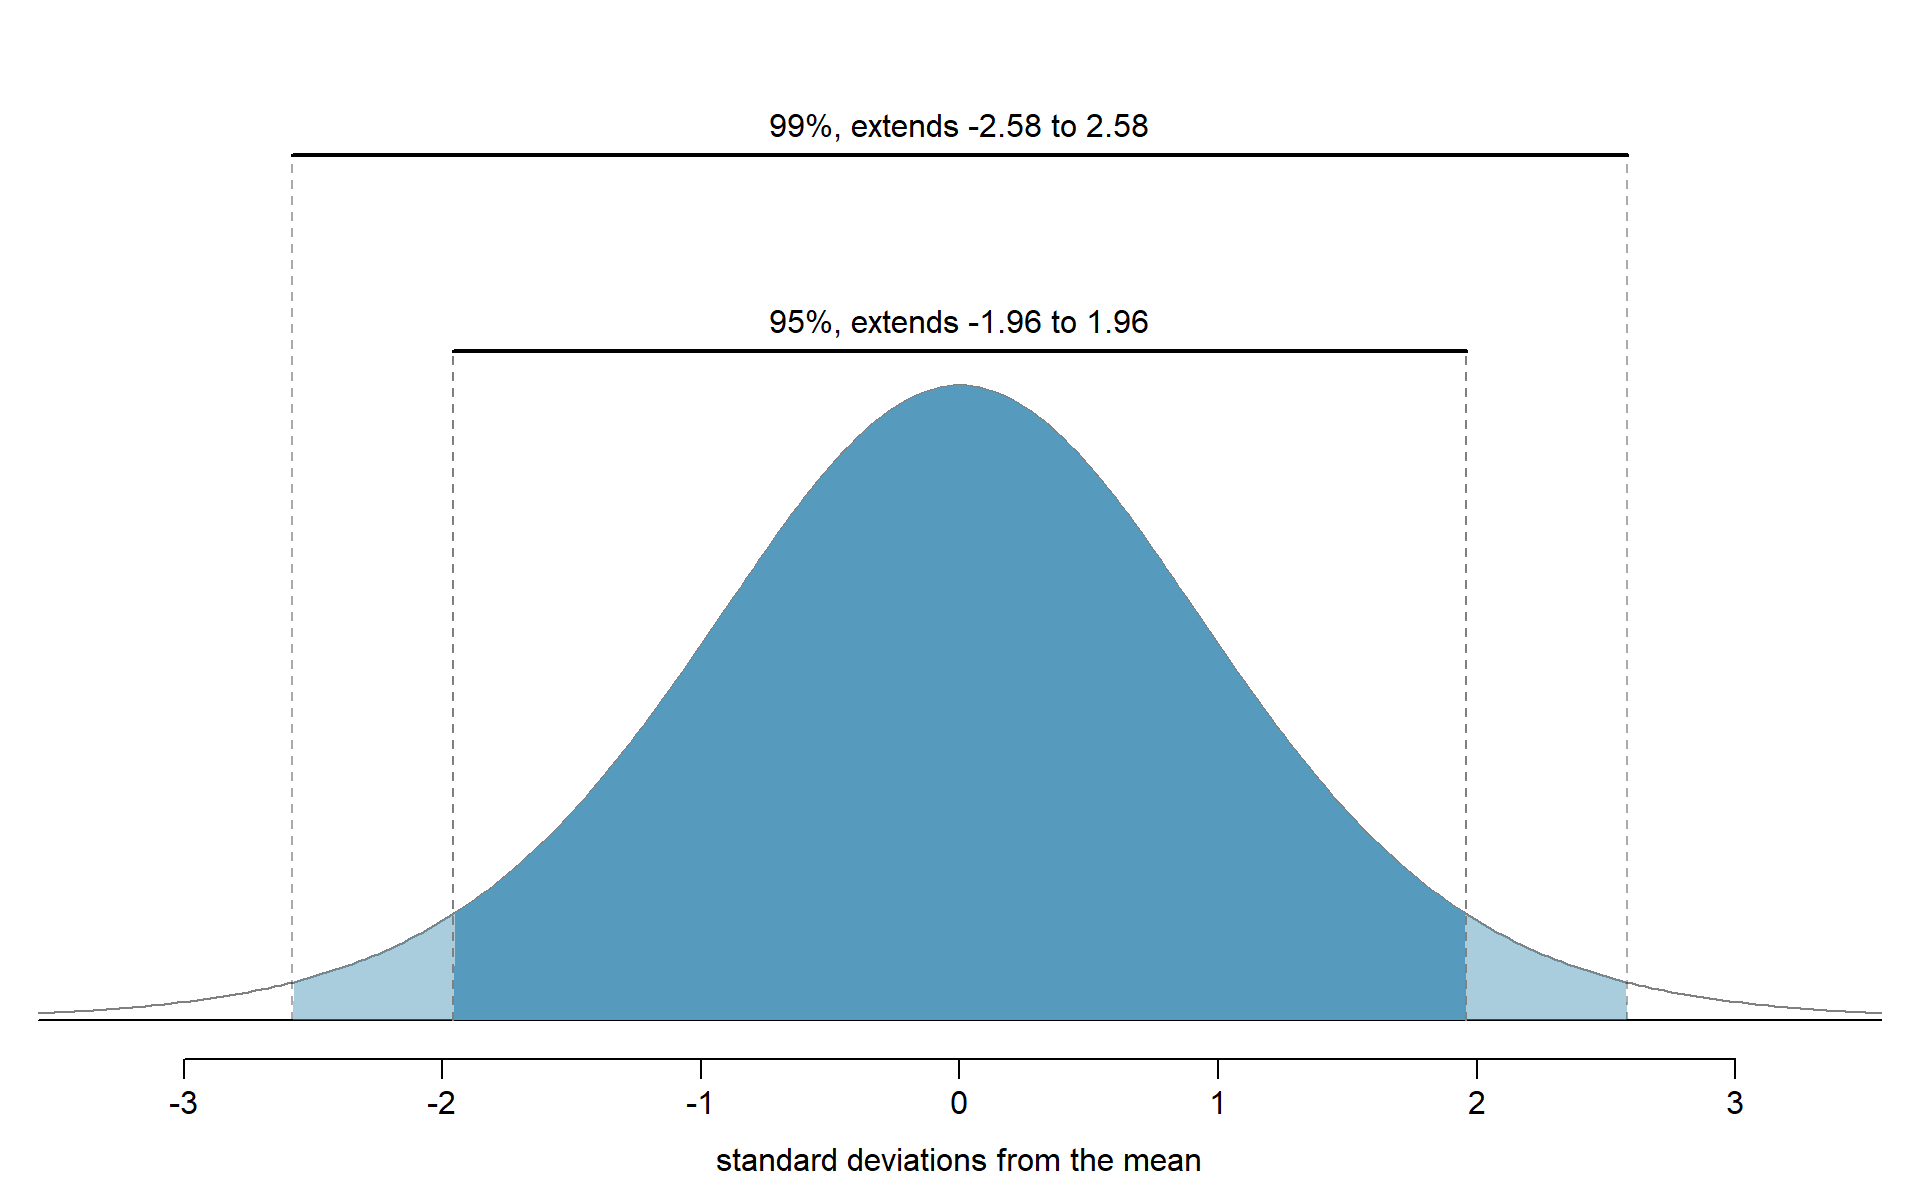 99%, extends -2.58 to 2.58
95%, extends -1.96 to 1.96
-3 -2 -1 0 1 2 3
standard deviations from the mean